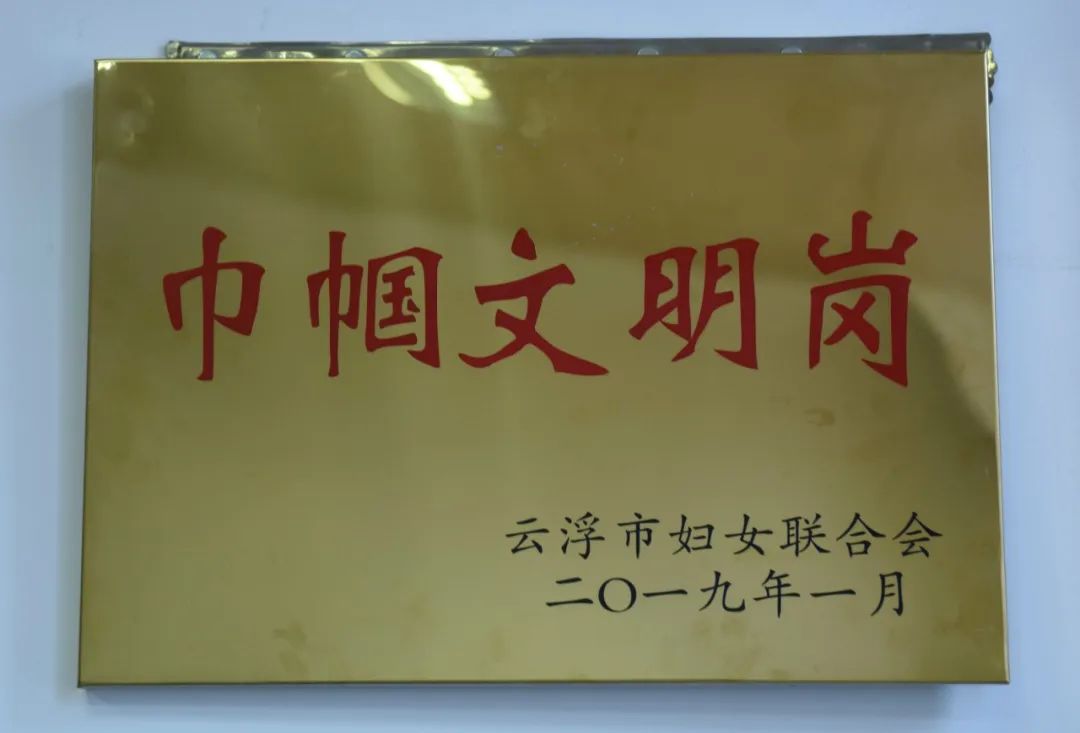 巾帼文明岗
云浮市妇女联合会
二〇一九年一月